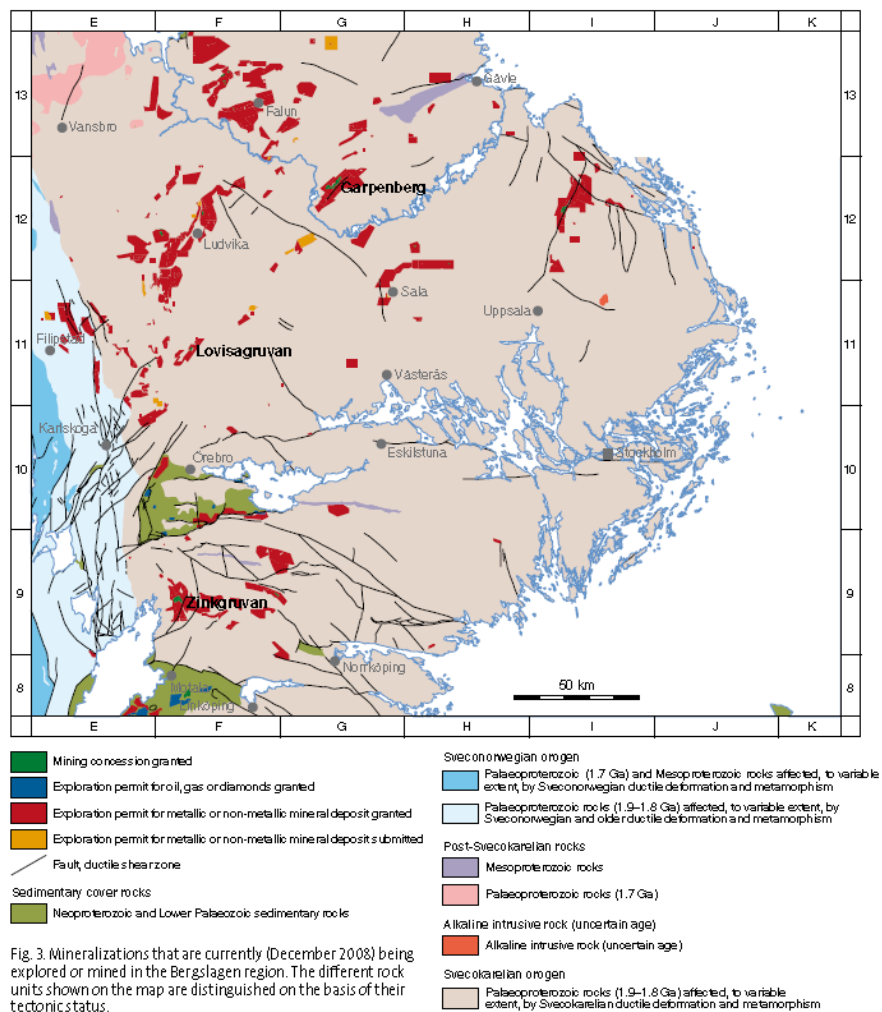 E F G H I J K
13 13
Gävle
Falun
Vansbro
Garpenberg
12 12
Ludvika
Sala
Uppsala
Filipstad
11 11
Lovisagruvan
Västerås
Karlskoga
Eskilstuna
Stockholm
Örebro
10 10
9 9
Zinkgruvan
Norrköping
Motala
8 8
50 km
Linköping
E F G H I J K
Mining concession granted
Exploration permit for oil, gas or diamonds granted
Exploration permit for metallic or non-metallic mineral deposit granted
Exploration permit for metallic or non-metallic mineral deposit submitted
Fault, ductile shear zone
Sedimentary cover rocks
Neoproterozoic and Lower Palaeozoic sedimentary rocks
Fig. 3. Mineralizations that are currently (December 2008) being
explored or mined in the Bergslagen region. The different rock
units shown on the map are distinguished on the basis of their
tectonic status.
Sveconorwegian orogen
Palaeoproterozoic (1.7 Ga) and Mesoproterozoic rocks affected, to variable
extent, by Sveconorwegian ductile deformation and metamorphism
Palaeoproterozoic rocks (1.9–1.8 Ga) affected, to variable extent, by
Sveconorwegian and older ductile deformation and metamorphism
Post-Svecokarelian rocks
Mesoproterozoic rocks
Palaeoproterozoic rocks (1.7 Ga)
Alkaline intrusive rock (uncertain age)
Alkaline intrusive rock (uncertain age)
Svecokarelian orogen
Palaeoproterozoic rocks (1.9–1.8 Ga) affected, to variable
extent, by Svecokarelian ductile deformation and metamorphism